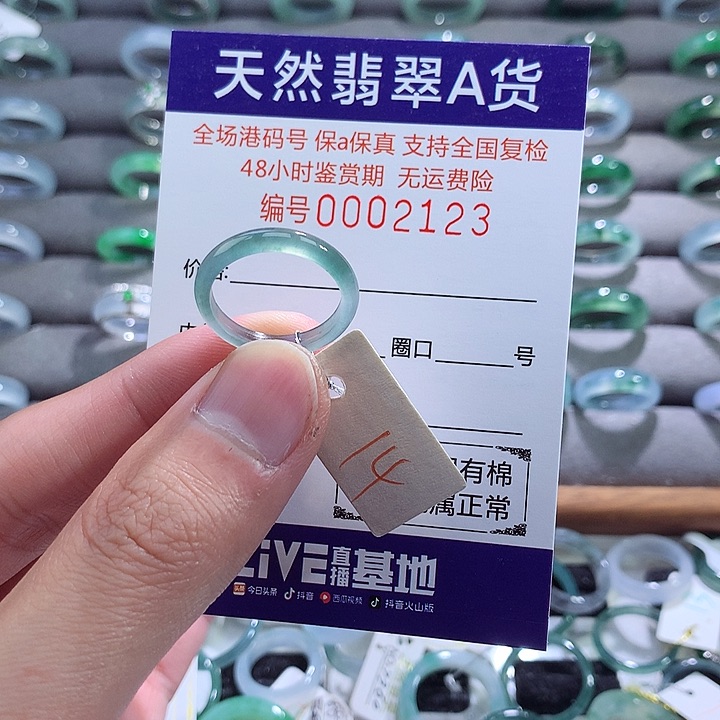 天然翡翠A货
全场港码号 保a保真 支持全国复检
48小时鉴赏期 无运费险
编号0002123
价
圈口 号
14
有棉
属正常
LIVE直播基地
今日头条 抖音 西瓜视频 抖音火山版